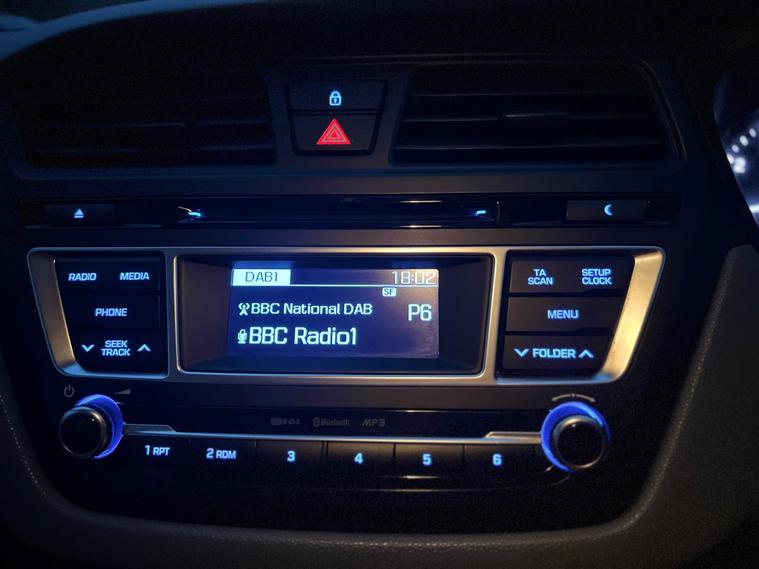 DAB1 18:02
SF
BBC National DAB P6
BBC Radio1
RADIO MEDIA
PHONE
SEEK
TRACK
TA
SCAN
SETUP
CLOCK
MENU
FOLDER
R·D·S Bluetooth MP3
1 RPT 2 RDM 3 4 5 6